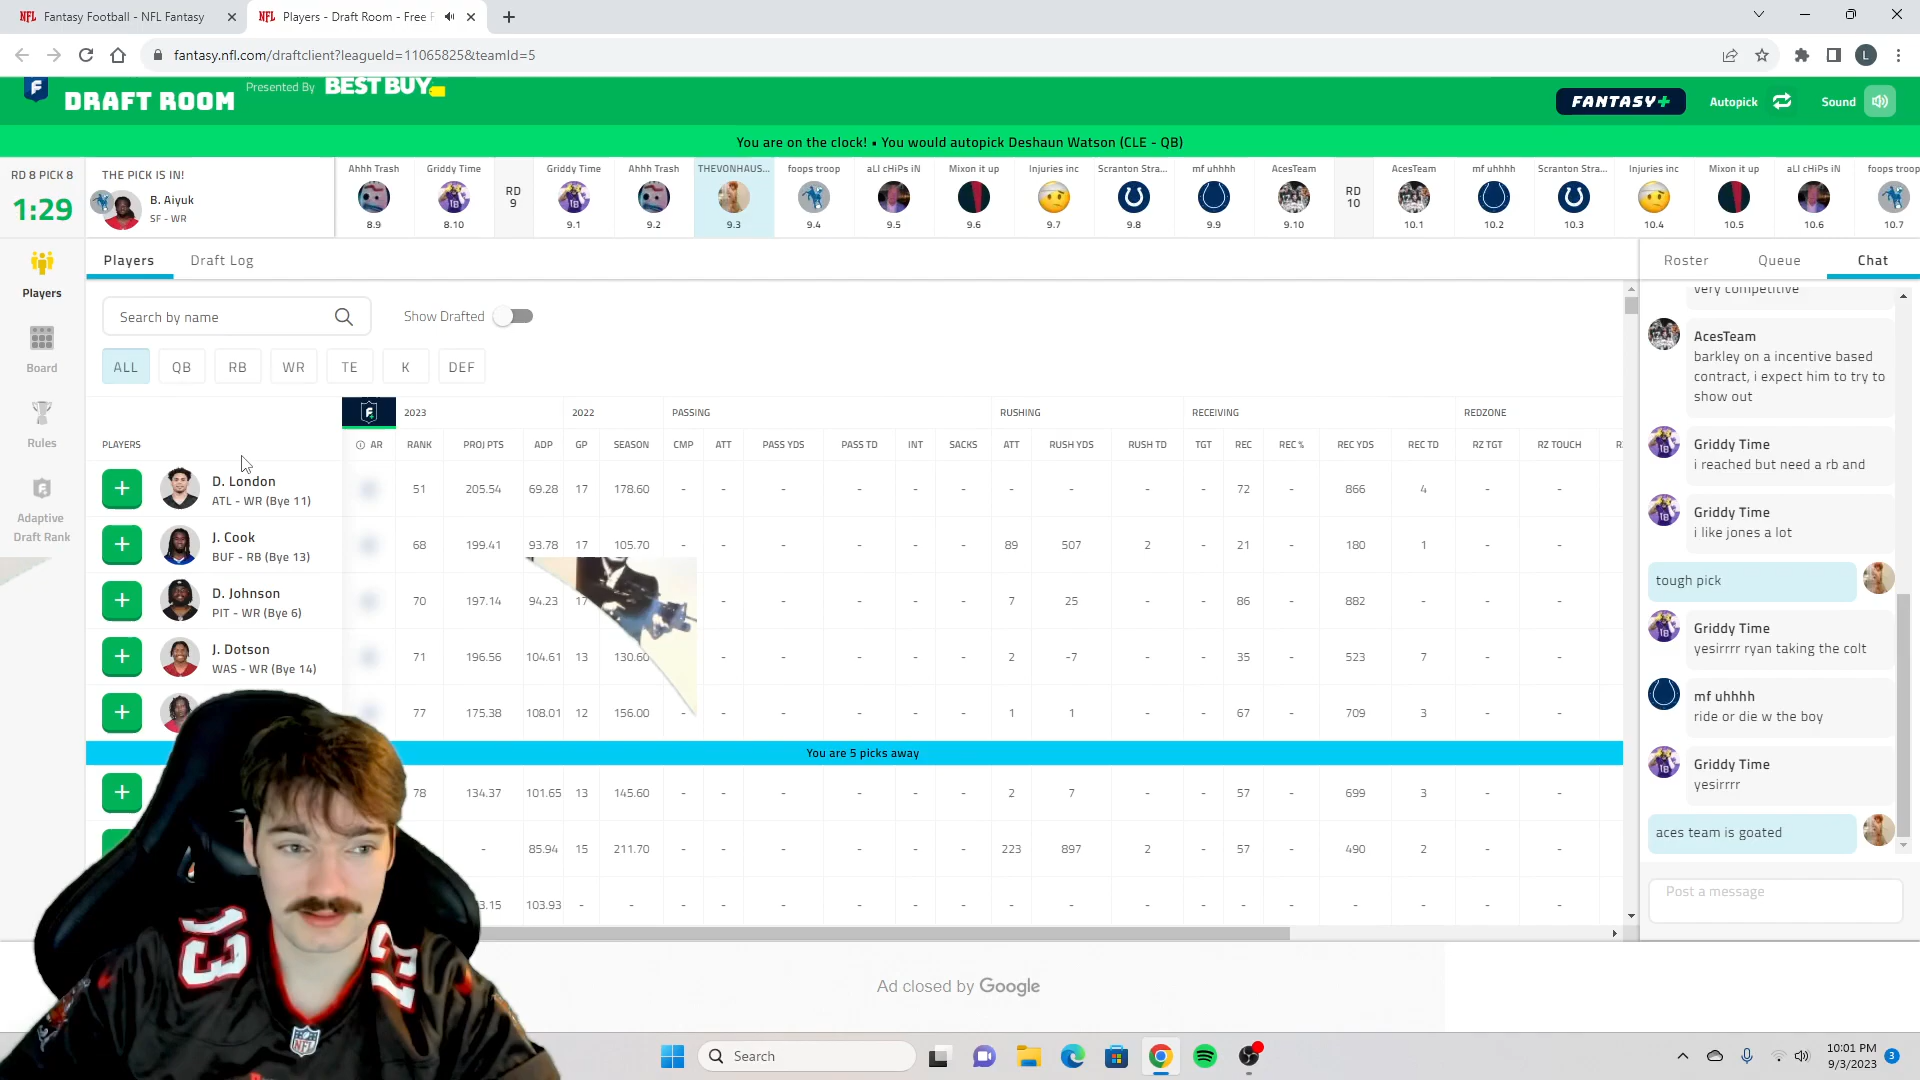 Fantasy Football - NFL Fantasy
Players - Draft Room - Free F
fantasy.nfl.com/draftclient?leagueId=11065825&teamId=5
L
DRAFT ROOM
Presented By BEST BUY
FANTASY+
Autopick
Sound
You are on the clock! • You would autopick Deshaun Watson (CLE - QB)
RD 8 PICK 8
1:29
THE PICK IS IN!
B. Aiyuk
SF - WR
Ahhh Trash 8.9
Griddy Time 8.10
RD 9
Griddy Time 9.1
Ahhh Trash 9.2
THEVONHAUS... 9.3
foops troop 9.4
aLl cHiPs iN 9.5
Mixon it up 9.6
Injuries inc 9.7
Scranton Stra... 9.8
mf uhhhh 9.9
AcesTeam 9.10
RD 10
AcesTeam 10.1
mf uhhhh 10.2
Scranton Stra... 10.3
Injuries inc 10.4
Mixon it up 10.5
aLl cHiPs iN 10.6
foops troop 10.7
Players
Board
Rules
Adaptive
Draft Rank
Players
Draft Log
Search by name
Show Drafted
ALL QB RB WR TE K DEF
2023 2022 PASSING RUSHING RECEIVING REDZONE
PLAYERS AR RANK PROJ PTS ADP GP SEASON CMP ATT PASS YDS PASS TD INT SACKS ATT RUSH YDS RUSH TD TGT REC REC % REC YDS REC TD RZ TGT RZ TOUCH
D. London
ATL - WR (Bye 11)
51 205.54 69.28 17 178.60 - - - - - - - - - - 72 - 866 4 - -
J. Cook
BUF - RB (Bye 13)
68 199.41 93.78 17 105.70 - - - - - - 89 507 2 - 21 - 180 1 - -
D. Johnson
PIT - WR (Bye 6)
70 197.14 94.23 17 - - - - - 7 25 - - 86 - 882 - - -
J. Dotson
WAS - WR (Bye 14)
71 196.56 104.61 13 130.60 - - - - - 2 -7 - - 35 - 523 7 - -
77 175.38 108.01 12 156.00 - - - - - - 1 1 - - 67 - 709 3 - -
You are 5 picks away
78 134.37 101.65 13 145.60 - - - - - - 2 7 - - 57 - 699 3 - -
- 85.94 15 211.70 - - - - - - 223 897 2 - 57 - 490 2 - -
3.15 103.93 - - - - - - - - - - - - - - - - - -
Roster
Queue
Chat
very competitive
AcesTeam
barkley on a incentive based
contract, i expect him to try to
show out
Griddy Time
i reached but need a rb and
Griddy Time
i like jones a lot
tough pick
Griddy Time
yesirrrr ryan taking the colt
mf uhhhh
ride or die w the boy
Griddy Time
yesirrrr
aces team is goated
Post a message
Ad closed by Google
13
NFL
Search
10:01 PM
9/3/2023
3